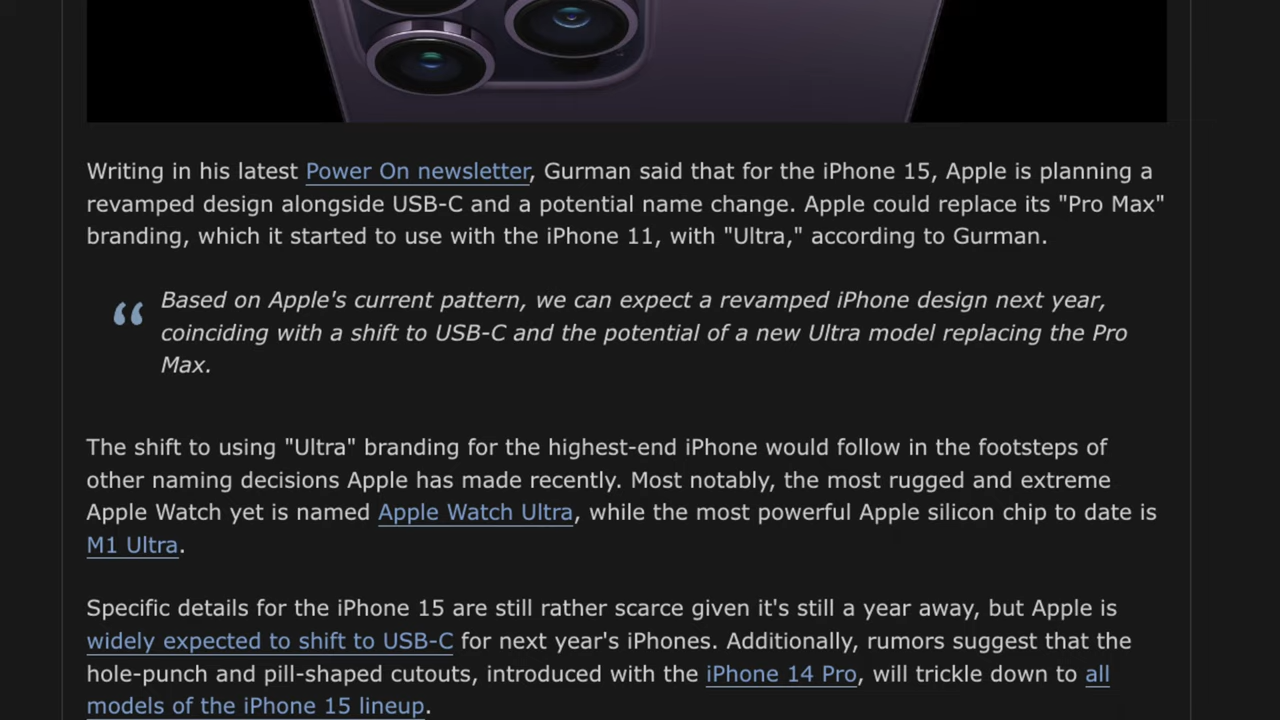 Writing in his latest Power On newsletter, Gurman said that for the iPhone 15, Apple is planning a
revamped design alongside USB-C and a potential name change. Apple could replace its "Pro Max"
branding, which it started to use with the iPhone 11, with "Ultra," according to Gurman.
“ Based on Apple's current pattern, we can expect a revamped iPhone design next year,
coinciding with a shift to USB-C and the potential of a new Ultra model replacing the Pro
Max.
The shift to using "Ultra" branding for the highest-end iPhone would follow in the footsteps of
other naming decisions Apple has made recently. Most notably, the most rugged and extreme
Apple Watch yet is named Apple Watch Ultra, while the most powerful Apple silicon chip to date is
M1 Ultra.
Specific details for the iPhone 15 are still rather scarce given it's still a year away, but Apple is
widely expected to shift to USB-C for next year's iPhones. Additionally, rumors suggest that the
hole-punch and pill-shaped cutouts, introduced with the iPhone 14 Pro, will trickle down to all
models of the iPhone 15 lineup.